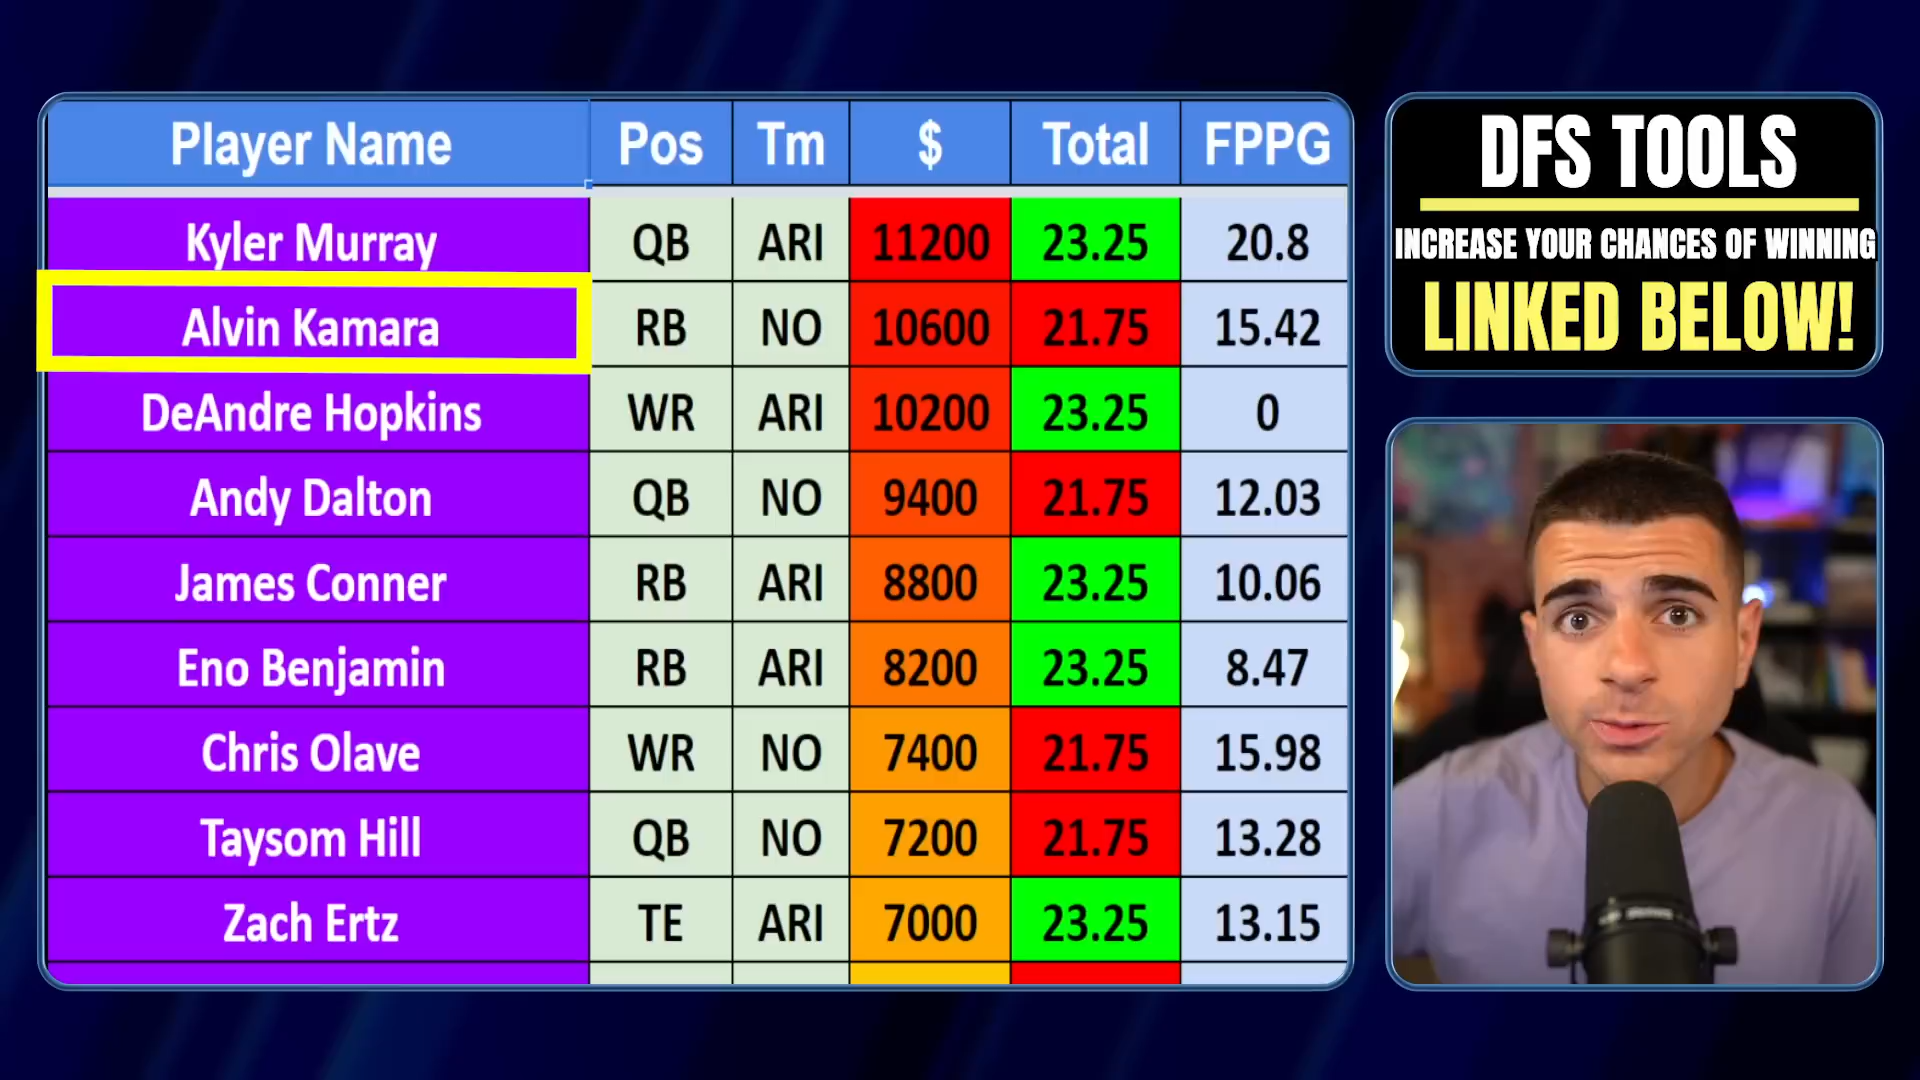 Player Name Pos Tm $ Total FPPG
Kyler Murray QB ARI 11200 23.25 20.8
Alvin Kamara RB NO 10600 21.75 15.42
DeAndre Hopkins WR ARI 10200 23.25 0
Andy Dalton QB NO 9400 21.75 12.03
James Conner RB ARI 8800 23.25 10.06
Eno Benjamin RB ARI 8200 23.25 8.47
Chris Olave WR NO 7400 21.75 15.98
Taysom Hill QB NO 7200 21.75 13.28
Zach Ertz TE ARI 7000 23.25 13.15
DFS TOOLS
INCREASE YOUR CHANCES OF WINNING
LINKED BELOW!